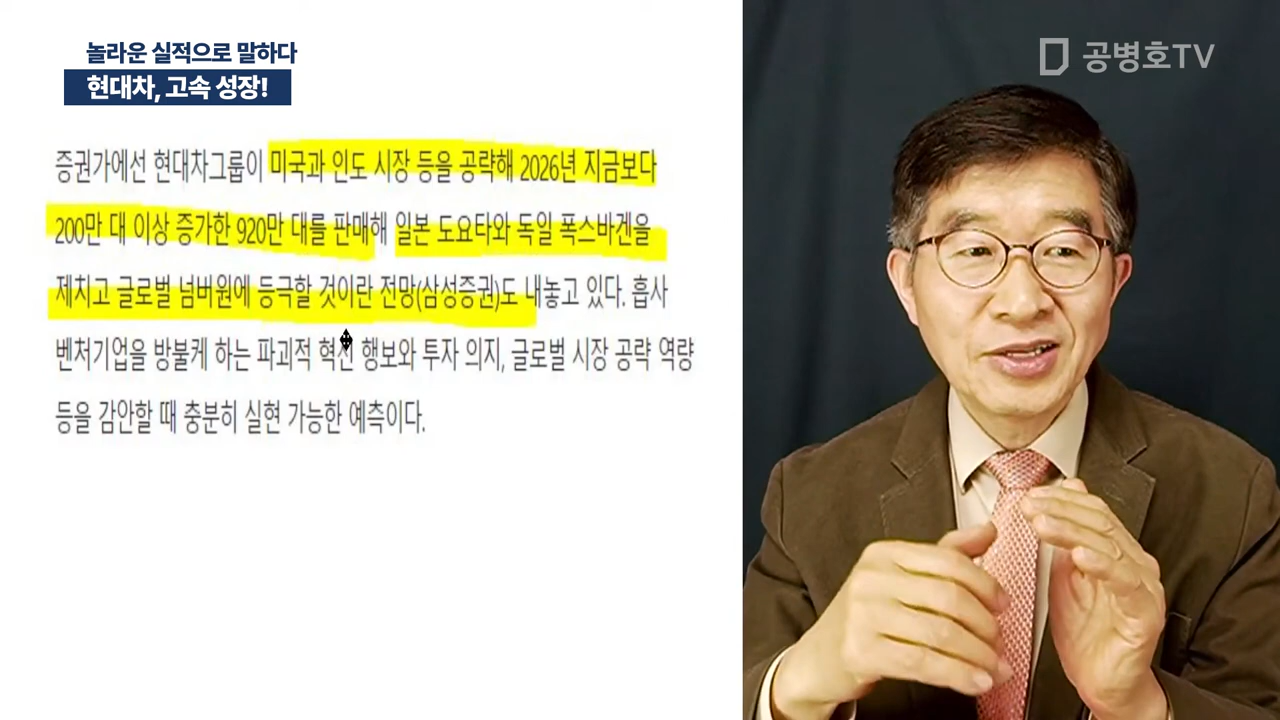 놀라운 실적으로 말하다
현대차, 고속 성장!
공병호TV
증권가에선 현대차그룹이 미국과 인도 시장 등을 공략해 2026년 지금보다
200만 대 이상 증가한 920만 대를 판매해 일본 도요타와 독일 폭스바겐을
제치고 글로벌 넘버원에 등극할 것이란 전망(삼성증권)도 내놓고 있다. 흡사
벤처기업을 방불케 하는 파괴적 혁신 행보와 투자 의지, 글로벌 시장 공략 역량
등을 감안할 때 충분히 실현 가능한 예측이다.